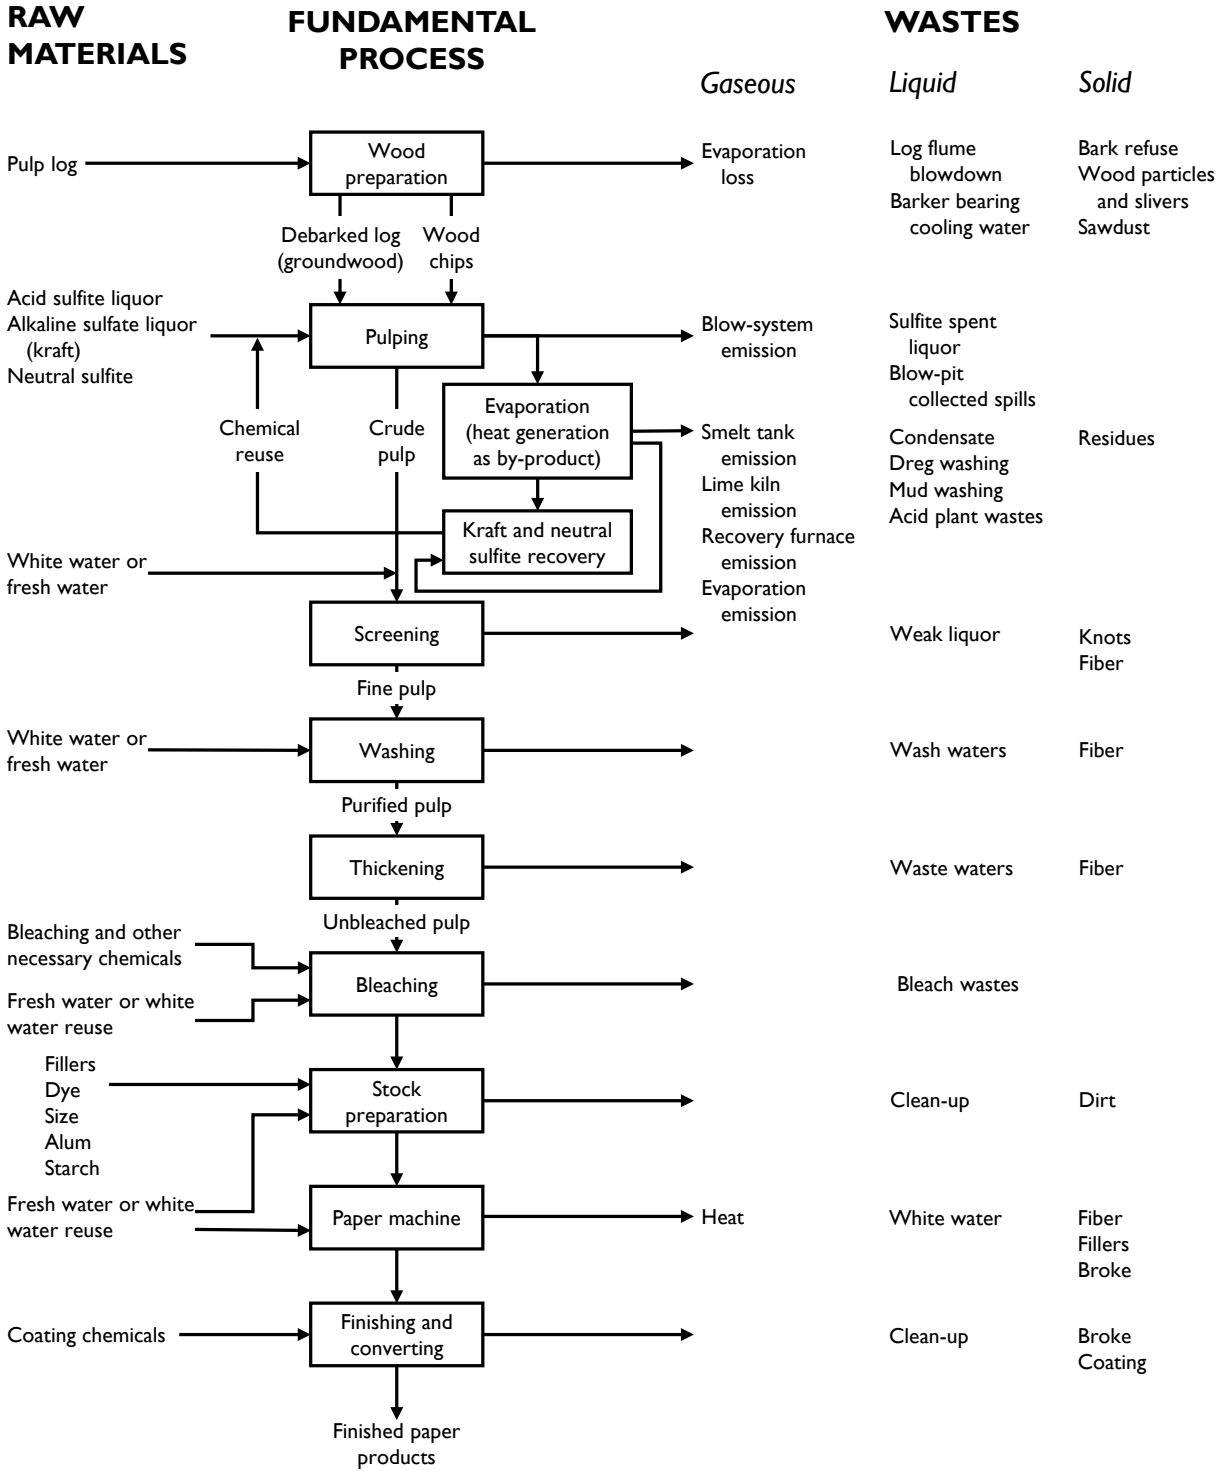 RAW
MATERIALS
FUNDAMENTAL
PROCESS
WASTES
Gaseous
Liquid
Solid
Pulp log
Wood
preparation
Evaporation
loss
Log flume
blowdown
Barker bearing
cooling water
Bark refuse
Wood particles
and slivers
Sawdust
Debarked log
(groundwood)
Wood
chips
Acid sulfite liquor
Alkaline sulfate liquor
(kraft)
Neutral sulfite
Pulping
Blow-system
emission
Sulfite spent
liquor
Blow-pit
collected spills
Chemical
reuse
Crude
pulp
Evaporation
(heat generation
as by-product)
Smelt tank
emission
Lime kiln
emission
Recovery furnace
emission
Evaporation
emission
Condensate
Dreg washing
Mud washing
Acid plant wastes
Residues
Kraft and neutral
sulfite recovery
White water or
fresh water
Screening
Weak liquor
Knots
Fiber
Fine pulp
White water or
fresh water
Washing
Wash waters
Fiber
Purified pulp
Thickening
Waste waters
Fiber
Unbleached pulp
Bleaching and other
necessary chemicals
Fresh water or white
water reuse
Bleaching
Bleach wastes
Fillers
Dye
Size
Alum
Starch
Stock
preparation
Clean-up
Dirt
Fresh water or white
water reuse
Paper machine
Heat
White water
Fiber
Fillers
Broke
Coating chemicals
Finishing and
converting
Clean-up
Broke
Coating
Finished paper
products